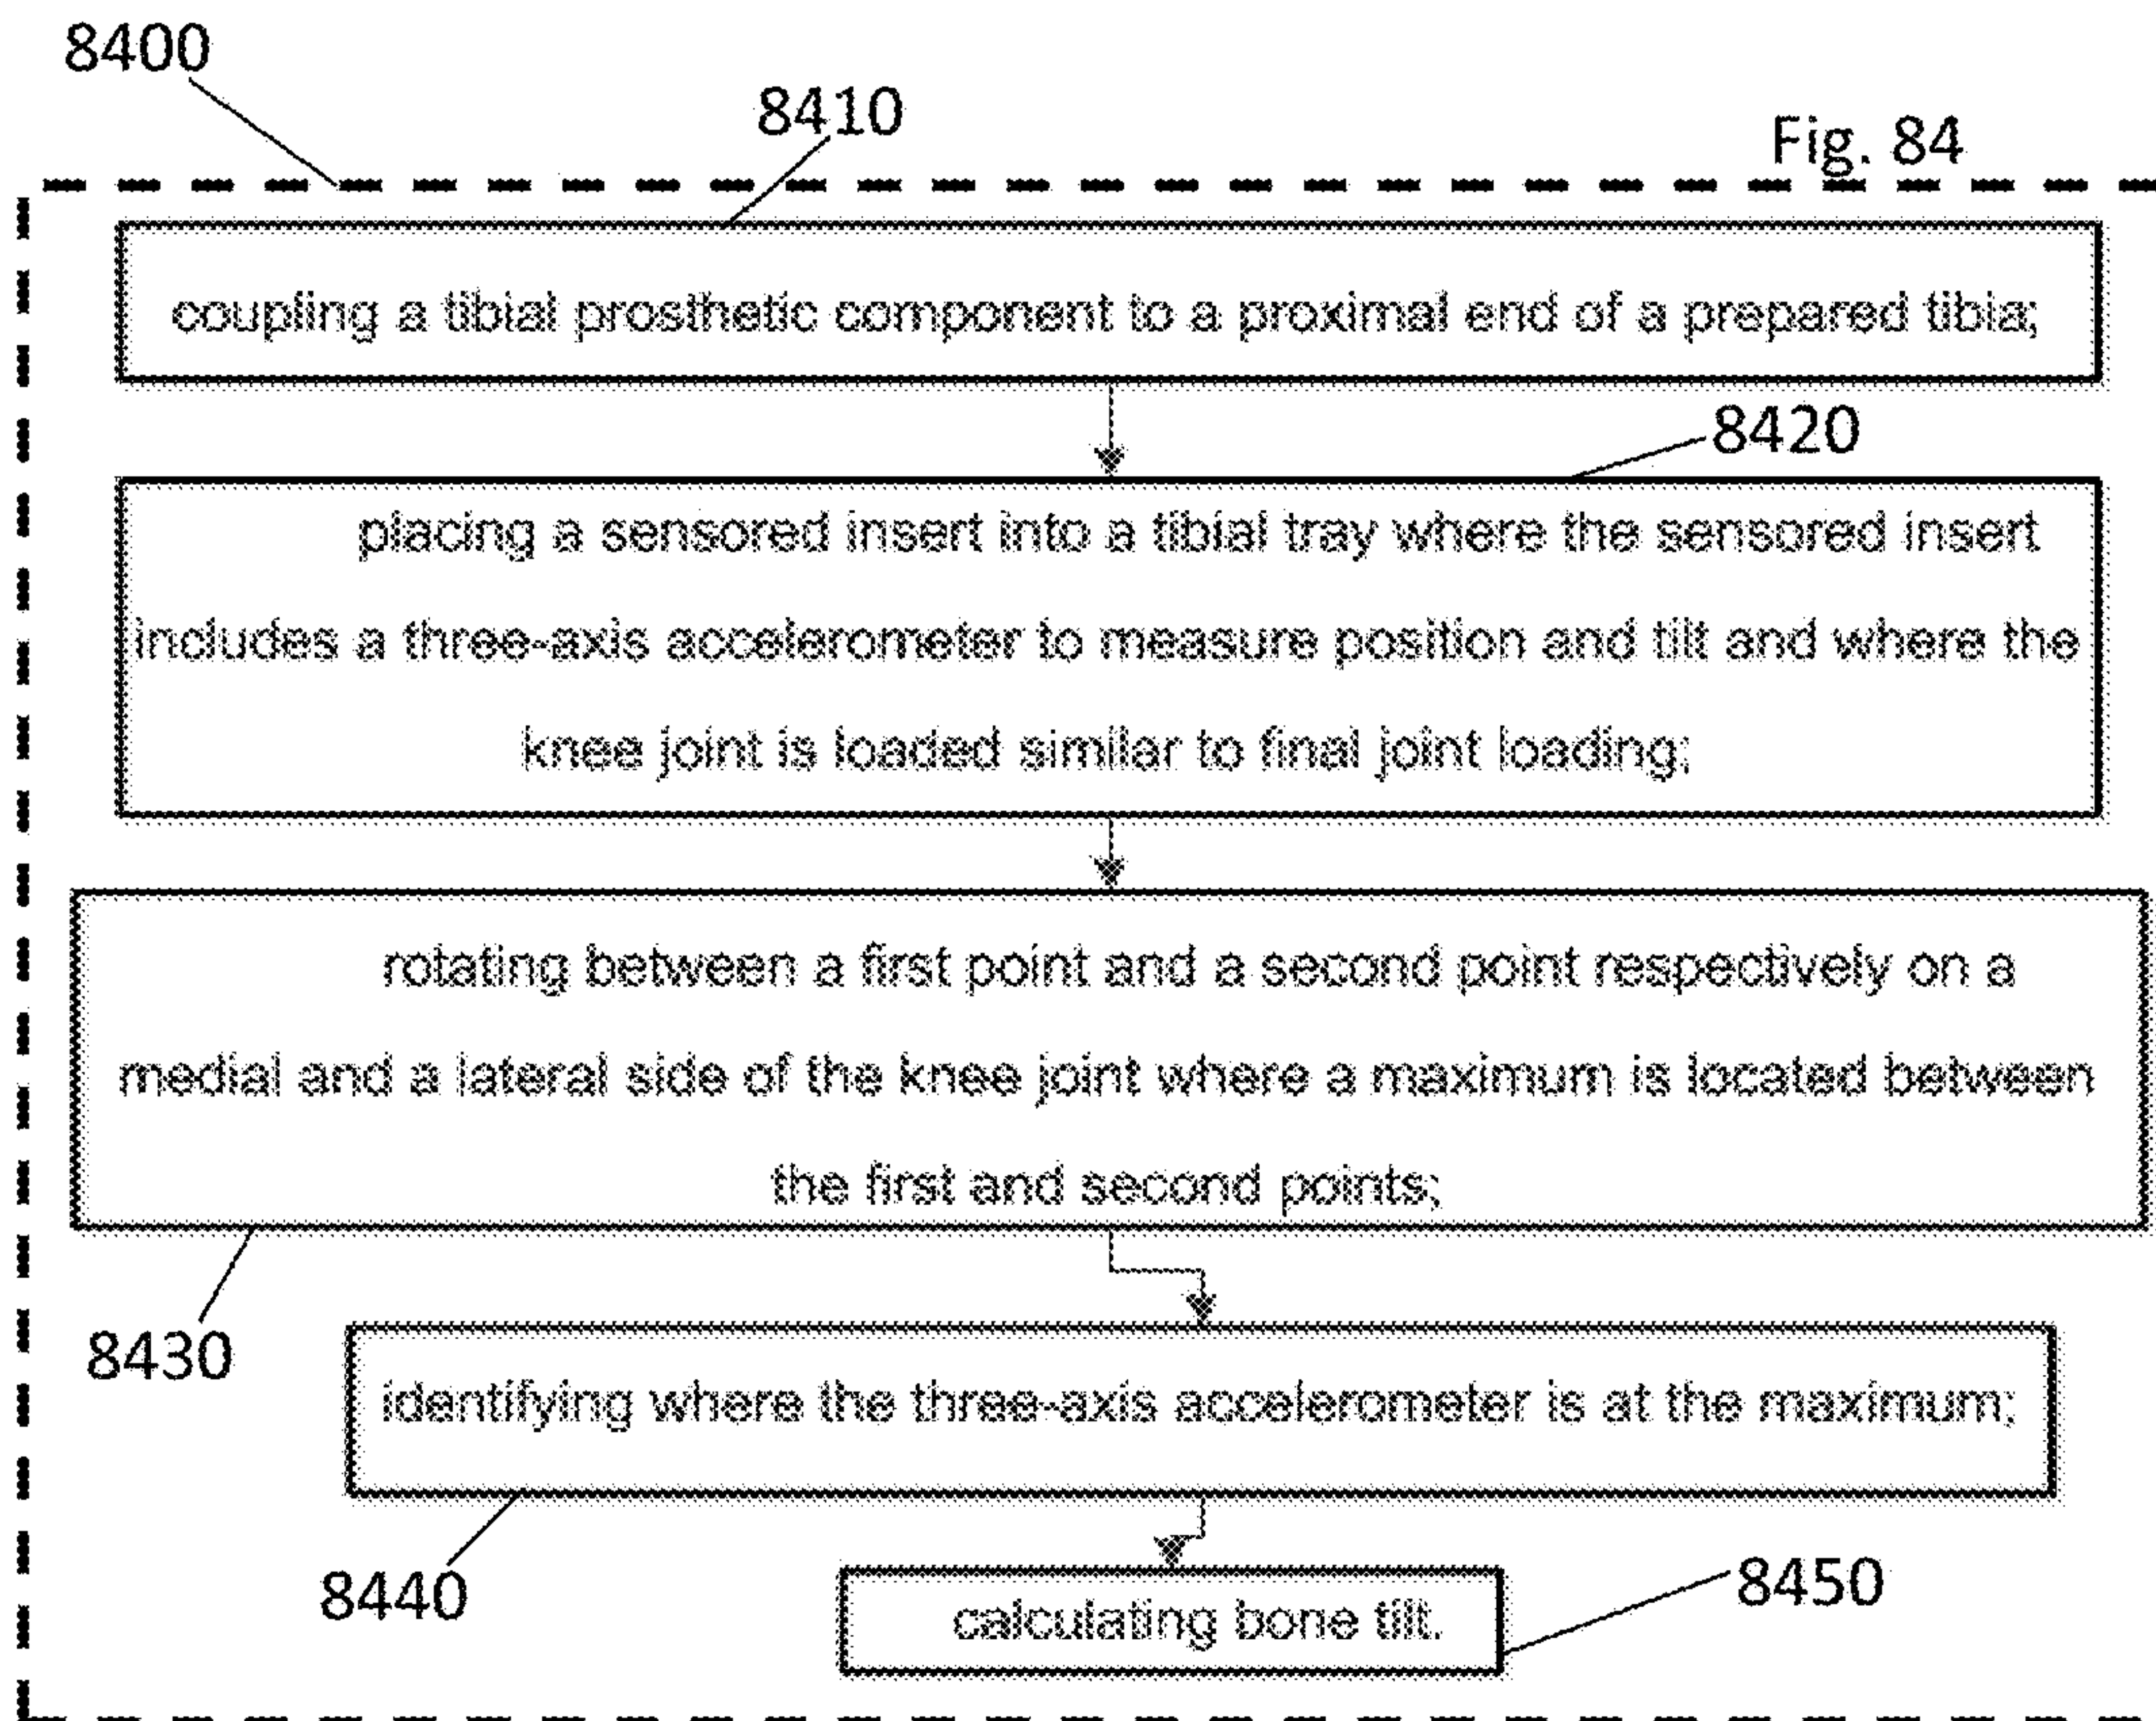 8400
8410
Fig. 84
coupling a tibial prosthetic component to a proximal end of a prepared tibia;
8420
placing a sensored insert into a tibial tray where the sensored insert
includes a three-axis accelerometer to measure position and tilt and where the
knee joint is loaded similar to final joint loading;
rotating between a first point and a second point respectively on a
medial and a lateral side of the knee joint where a maximum is located between
the first and second points;
8430
identifying where the three-axis accelerometer is at the maximum;
8440
8450
calculating bone tilt.